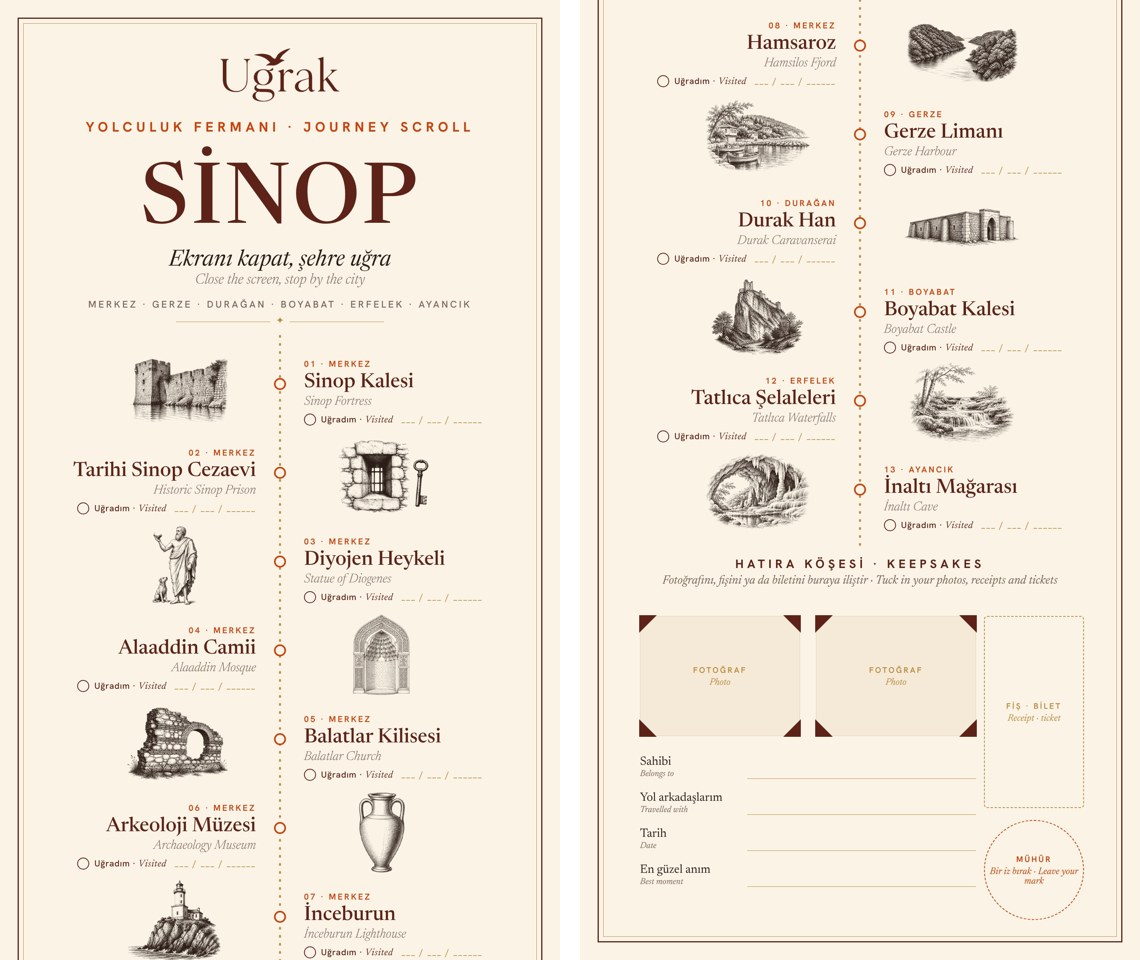 Uğrak
YOLCULUK FERMANI · JOURNEY SCROLL
SİNOP
Ekranı kapat, şehre uğra
Close the screen, stop by the city
MERKEZ · GERZE · DURAĞAN · BOYABAT · ERFELEK · AYANCIK
01 · MERKEZ
Sinop Kalesi
Sinop Fortress
Uğradım · Visited ___ / ___ / ______
02 · MERKEZ
Tarihi Sinop Cezaevi
Historic Sinop Prison
Uğradım · Visited ___ / ___ / ______
03 · MERKEZ
Diyojen Heykeli
Statue of Diogenes
Uğradım · Visited ___ / ___ / ______
04 · MERKEZ
Alaaddin Camii
Alaaddin Mosque
Uğradım · Visited ___ / ___ / ______
05 · MERKEZ
Balatlar Kilisesi
Balatlar Church
Uğradım · Visited ___ / ___ / ______
06 · MERKEZ
Arkeoloji Müzesi
Archaeology Museum
Uğradım · Visited ___ / ___ / ______
07 · MERKEZ
İnceburun
İnceburun Lighthouse
Uğradım · Visited ___ / ___ / ______
08 · MERKEZ
Hamsaroz
Hamsilos Fjord
Uğradım · Visited ___ / ___ / ______
09 · GERZE
Gerze Limanı
Gerze Harbour
Uğradım · Visited ___ / ___ / ______
10 · DURAĞAN
Durak Han
Durak Caravanserai
Uğradım · Visited ___ / ___ / ______
11 · BOYABAT
Boyabat Kalesi
Boyabat Castle
Uğradım · Visited ___ / ___ / ______
12 · ERFELEK
Tatlıca Şelaleleri
Tatlıca Waterfalls
Uğradım · Visited ___ / ___ / ______
13 · AYANCIK
İnaltı Mağarası
İnaltı Cave
Uğradım · Visited ___ / ___ / ______
HATIRA KÖŞESİ · KEEPSAKES
Fotoğrafını, fişini ya da biletini buraya iliştir · Tuck in your photos, receipts and tickets
FOTOĞRAF
Photo
FOTOĞRAF
Photo
FİŞ · BİLET
Receipt · ticket
Sahibi
Belongs to
Yol arkadaşlarım
Travelled with
Tarih
Date
En güzel anım
Best moment
MÜHÜR
Bir iz bırak · Leave your
mark